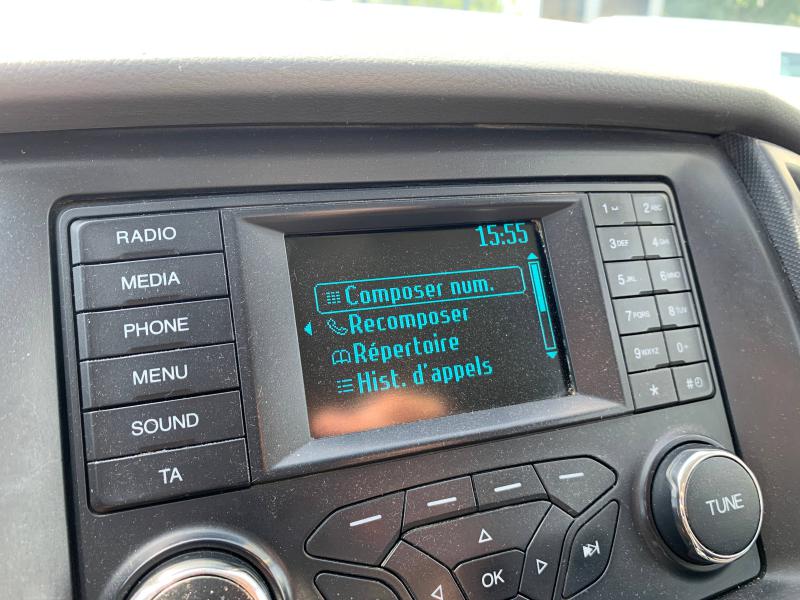 15:55
Composer num.
Recomposer
Répertoire
Hist. d'appels
RADIO
MEDIA
PHONE
MENU
SOUND
TA
1 2 ABC
3 DEF 4 GHI
5 JKL 6 MNO
7 PQRS 8 TUV
9 WXYZ 0 +
* #
OK
TUNE